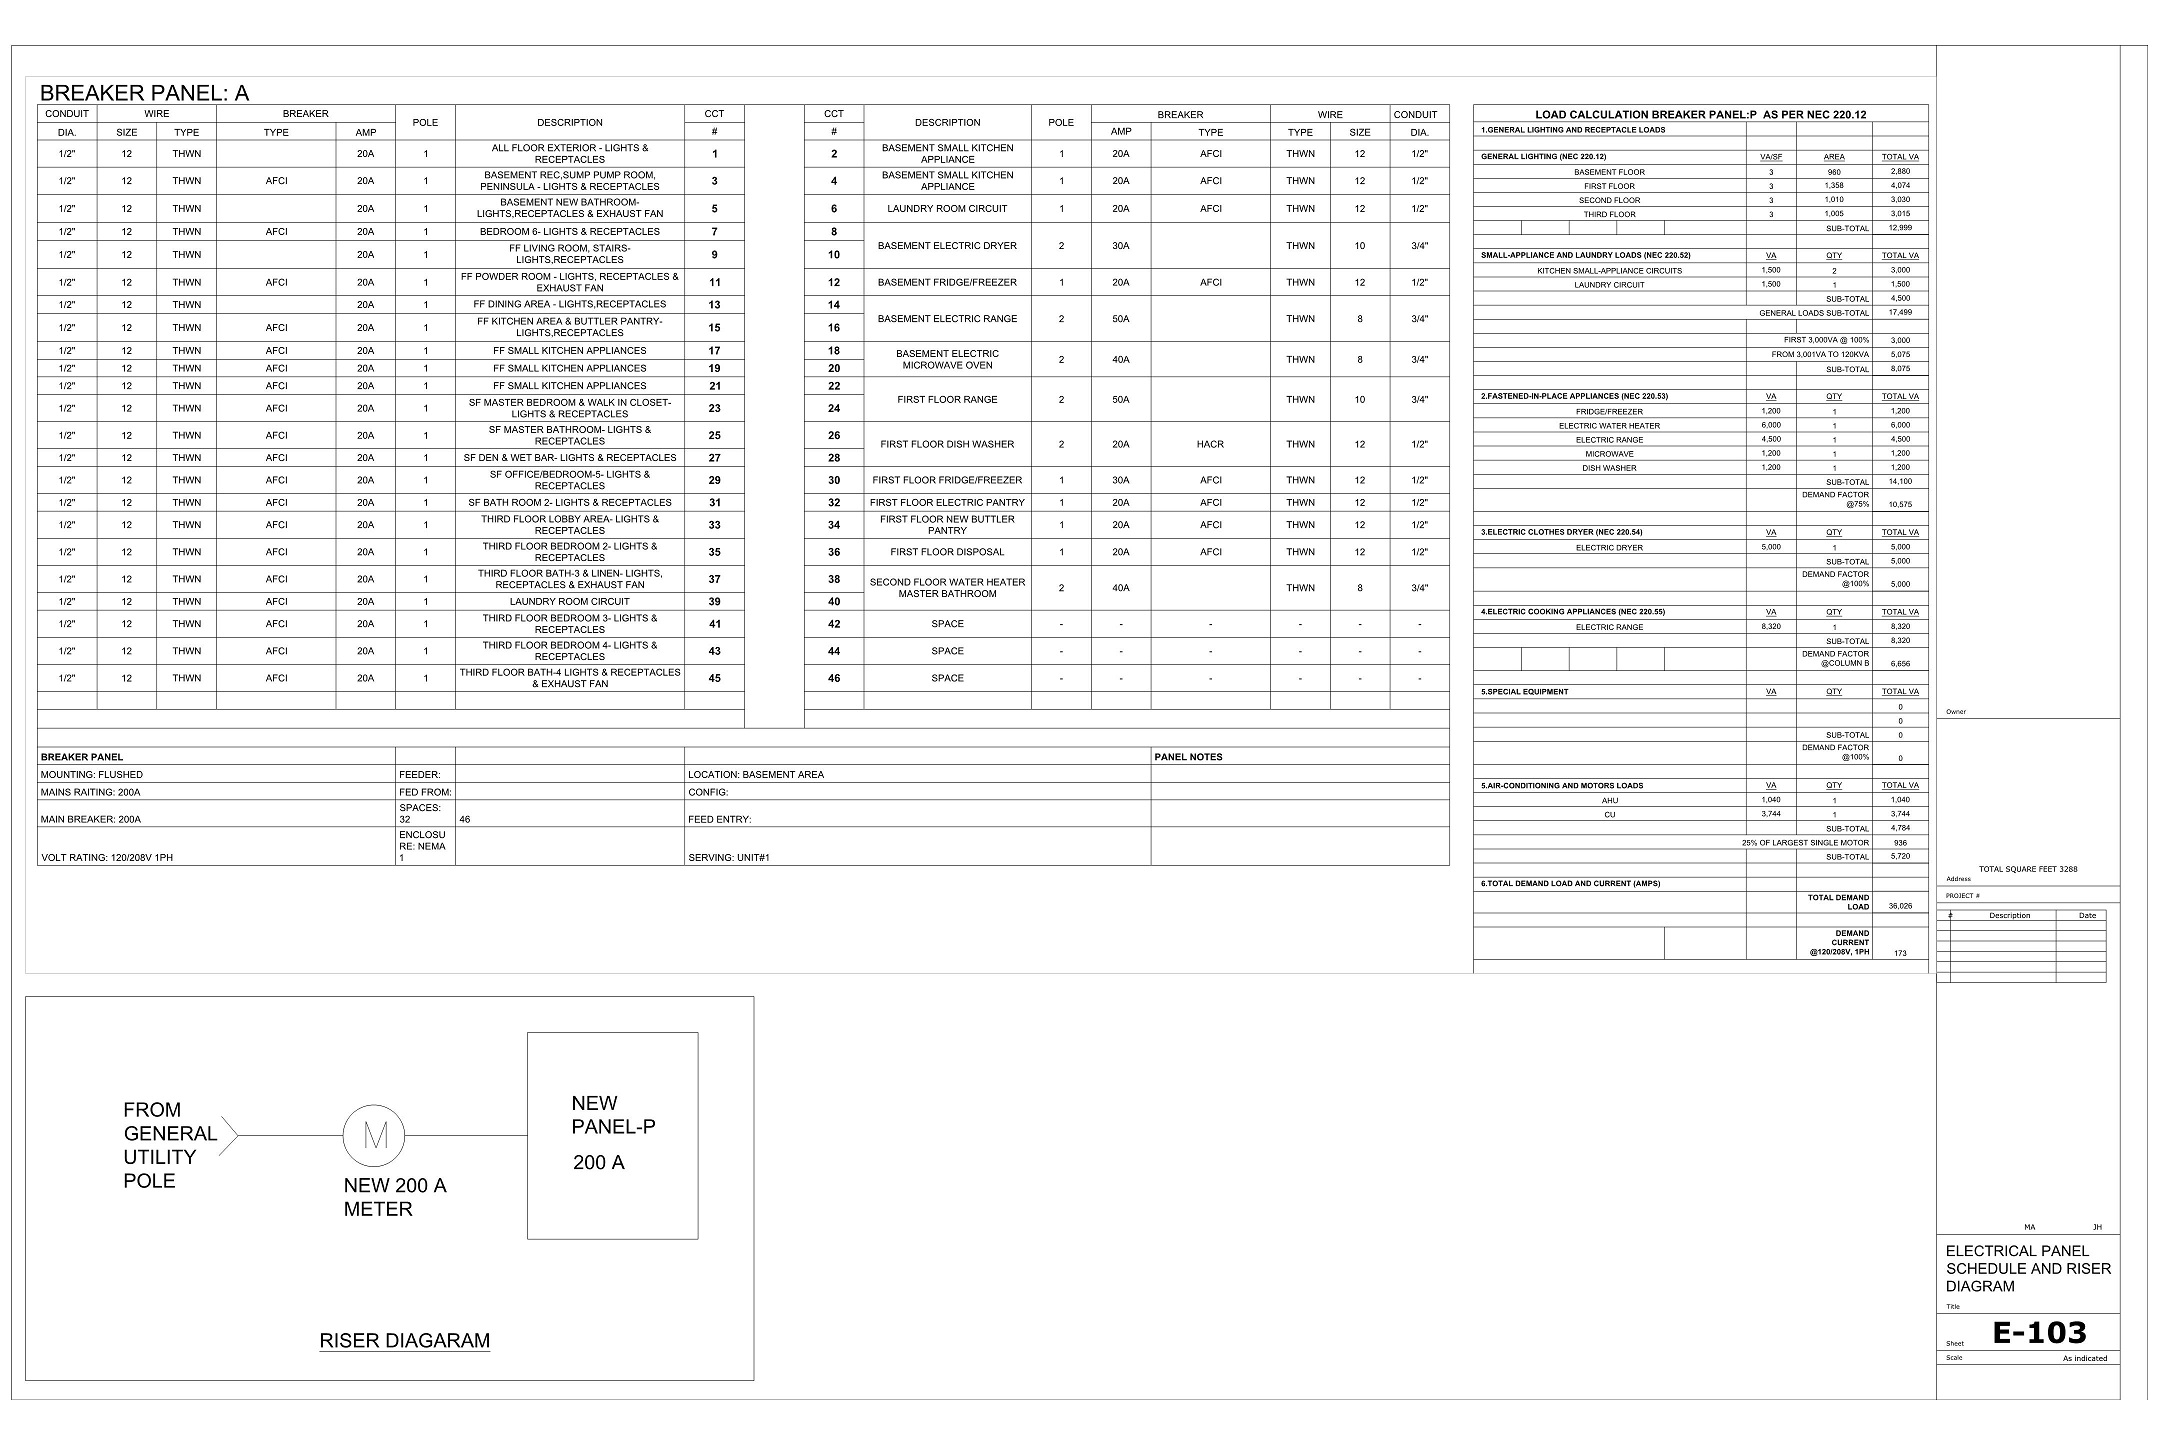 BREAKER PANEL: A
CONDUIT WIRE BREAKER POLE DESCRIPTION CCT
DIA. SIZE TYPE TYPE AMP #
1/2" 12 THWN 20A 1 ALL FLOOR EXTERIOR - LIGHTS &
RECEPTACLES 1
1/2" 12 THWN AFCI 20A 1 BASEMENT REC,SUMP PUMP ROOM,
PENINSULA - LIGHTS & RECEPTACLES 3
1/2" 12 THWN 20A 1 BASEMENT NEW BATHROOM-
LIGHTS,RECEPTACLES & EXHAUST FAN 5
1/2" 12 THWN AFCI 20A 1 BEDROOM 6- LIGHTS & RECEPTACLES 7
1/2" 12 THWN 20A 1 FF LIVING ROOM, STAIRS-
LIGHTS,RECEPTACLES 9
1/2" 12 THWN AFCI 20A 1 FF POWDER ROOM - LIGHTS, RECEPTACLES &
EXHAUST FAN 11
1/2" 12 THWN 20A 1 FF DINING AREA - LIGHTS,RECEPTACLES 13
1/2" 12 THWN AFCI 20A 1 FF KITCHEN AREA & BUTTLER PANTRY-
LIGHTS,RECEPTACLES 15
1/2" 12 THWN AFCI 20A 1 FF SMALL KITCHEN APPLIANCES 17
1/2" 12 THWN AFCI 20A 1 FF SMALL KITCHEN APPLIANCES 19
1/2" 12 THWN AFCI 20A 1 FF SMALL KITCHEN APPLIANCES 21
1/2" 12 THWN AFCI 20A 1 SF MASTER BEDROOM & WALK IN CLOSET-
LIGHTS & RECEPTACLES 23
1/2" 12 THWN AFCI 20A 1 SF MASTER BATHROOM- LIGHTS &
RECEPTACLES 25
1/2" 12 THWN AFCI 20A 1 SF DEN & WET BAR- LIGHTS & RECEPTACLES 27
1/2" 12 THWN AFCI 20A 1 SF OFFICE/BEDROOM-5- LIGHTS &
RECEPTACLES 29
1/2" 12 THWN AFCI 20A 1 SF BATH ROOM 2- LIGHTS & RECEPTACLES 31
1/2" 12 THWN AFCI 20A 1 THIRD FLOOR LOBBY AREA- LIGHTS &
RECEPTACLES 33
1/2" 12 THWN AFCI 20A 1 THIRD FLOOR BEDROOM 2- LIGHTS &
RECEPTACLES 35
1/2" 12 THWN AFCI 20A 1 THIRD FLOOR BATH-3 & LINEN- LIGHTS,
RECEPTACLES & EXHAUST FAN 37
1/2" 12 THWN AFCI 20A 1 LAUNDRY ROOM CIRCUIT 39
1/2" 12 THWN AFCI 20A 1 THIRD FLOOR BEDROOM 3- LIGHTS &
RECEPTACLES 41
1/2" 12 THWN AFCI 20A 1 THIRD FLOOR BEDROOM 4- LIGHTS &
RECEPTACLES 43
1/2" 12 THWN AFCI 20A 1 THIRD FLOOR BATH-4 LIGHTS & RECEPTACLES
& EXHAUST FAN 45
CCT DESCRIPTION POLE BREAKER WIRE CONDUIT
# AMP TYPE TYPE SIZE DIA.
2 BASEMENT SMALL KITCHEN
APPLIANCE 1 20A AFCI THWN 12 1/2"
4 BASEMENT SMALL KITCHEN
APPLIANCE 1 20A AFCI THWN 12 1/2"
6 LAUNDRY ROOM CIRCUIT 1 20A AFCI THWN 12 1/2"
8
BASEMENT ELECTRIC DRYER 2 30A THWN 10 3/4"
10
12 BASEMENT FRIDGE/FREEZER 1 20A AFCI THWN 12 1/2"
14
BASEMENT ELECTRIC RANGE 2 50A THWN 8 3/4"
16
18 BASEMENT ELECTRIC
20 MICROWAVE OVEN 2 40A THWN 8 3/4"
22
FIRST FLOOR RANGE 2 50A THWN 10 3/4"
24
26
FIRST FLOOR DISH WASHER 2 20A HACR THWN 12 1/2"
28
30 FIRST FLOOR FRIDGE/FREEZER 1 30A AFCI THWN 12 1/2"
32 FIRST FLOOR ELECTRIC PANTRY 1 20A AFCI THWN 12 1/2"
34 FIRST FLOOR NEW BUTTLER
PANTRY 1 20A AFCI THWN 12 1/2"
36 FIRST FLOOR DISPOSAL 1 20A AFCI THWN 12 1/2"
38 SECOND FLOOR WATER HEATER
40 MASTER BATHROOM 2 40A THWN 8 3/4"
42 SPACE - - - - - -
44 SPACE - - - - - -
46 SPACE - - - - - -
BREAKER PANEL PANEL NOTES
MOUNTING: FLUSHED FEEDER: LOCATION: BASEMENT AREA
MAINS RAITING: 200A FED FROM: CONFIG:
MAIN BREAKER: 200A SPACES:
32 46 FEED ENTRY:
VOLT RATING: 120/208V 1PH ENCLOSU
RE: NEMA
1 SERVING: UNIT#1
LOAD CALCULATION BREAKER PANEL:P AS PER NEC 220.12
1.GENERAL LIGHTING AND RECEPTACLE LOADS
GENERAL LIGHTING (NEC 220.12) VA/SF AREA TOTAL VA
BASEMENT FLOOR 3 960 2,880
FIRST FLOOR 3 1,358 4,074
SECOND FLOOR 3 1,010 3,030
THIRD FLOOR 3 1,005 3,015
SUB-TOTAL 12,999
SMALL-APPLIANCE AND LAUNDRY LOADS (NEC 220.52) VA QTY TOTAL VA
KITCHEN SMALL-APPLIANCE CIRCUITS 1,500 2 3,000
LAUNDRY CIRCUIT 1,500 1 1,500
SUB-TOTAL 4,500
GENERAL LOADS SUB-TOTAL 17,499
FIRST 3,000VA @ 100% 3,000
FROM 3,001VA TO 120KVA 5,075
SUB-TOTAL 8,075
2.FASTENED-IN-PLACE APPLIANCES (NEC 220.53) VA QTY TOTAL VA
FRIDGE/FREEZER 1,200 1 1,200
ELECTRIC WATER HEATER 6,000 1 6,000
ELECTRIC RANGE 4,500 1 4,500
MICROWAVE 1,200 1 1,200
DISH WASHER 1,200 1 1,200
SUB-TOTAL 14,100
DEMAND FACTOR
@75% 10,575
3.ELECTRIC CLOTHES DRYER (NEC 220.54) VA QTY TOTAL VA
ELECTRIC DRYER 5,000 1 5,000
SUB-TOTAL 5,000
DEMAND FACTOR
@100% 5,000
4.ELECTRIC COOKING APPLIANCES (NEC 220.55) VA QTY TOTAL VA
ELECTRIC RANGE 8,320 1 8,320
SUB-TOTAL 8,320
DEMAND FACTOR
@COLUMN B 6,656
5.SPECIAL EQUIPMENT VA QTY TOTAL VA
0
0
SUB-TOTAL 0
DEMAND FACTOR
@100% 0
5.AIR-CONDITIONING AND MOTORS LOADS VA QTY TOTAL VA
AHU 1,040 1 1,040
CU 3,744 1 3,744
SUB-TOTAL 4,784
25% OF LARGEST SINGLE MOTOR 936
SUB-TOTAL 5,720
6.TOTAL DEMAND LOAD AND CURRENT (AMPS)
TOTAL DEMAND
LOAD 36,026
DEMAND
CURRENT
@120/208V, 1PH 173
FROM
GENERAL
UTILITY
POLE
M
NEW 200 A
METER
NEW
PANEL-P
200 A
RISER DIAGARAM
Owner
TOTAL SQUARE FEET 3288
Address
PROJECT #
# Description Date
MA JH
ELECTRICAL PANEL
SCHEDULE AND RISER
DIAGRAM
Title
Sheet E-103
Scale As indicated